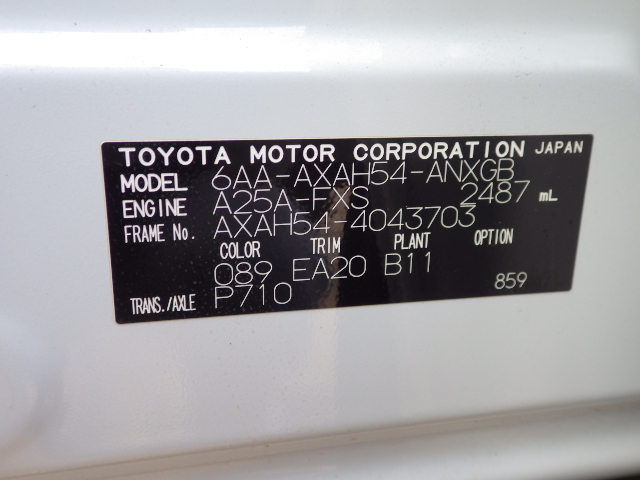 TOYOTA MOTOR CORPORATION JAPAN
MODEL 6AA-AXAH54-ANXGB
ENGINE A25A-FXS 2487 mL
FRAME No. AXAH54-4043703
COLOR TRIM PLANT OPTION
089 EA20 B11
TRANS./AXLE P710 859